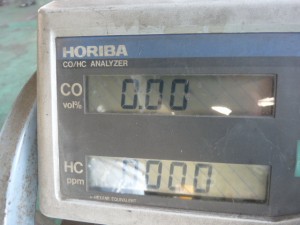 HORIBA
CO/HC ANALYZER
CO 0.00
vol%
HC 000
ppm